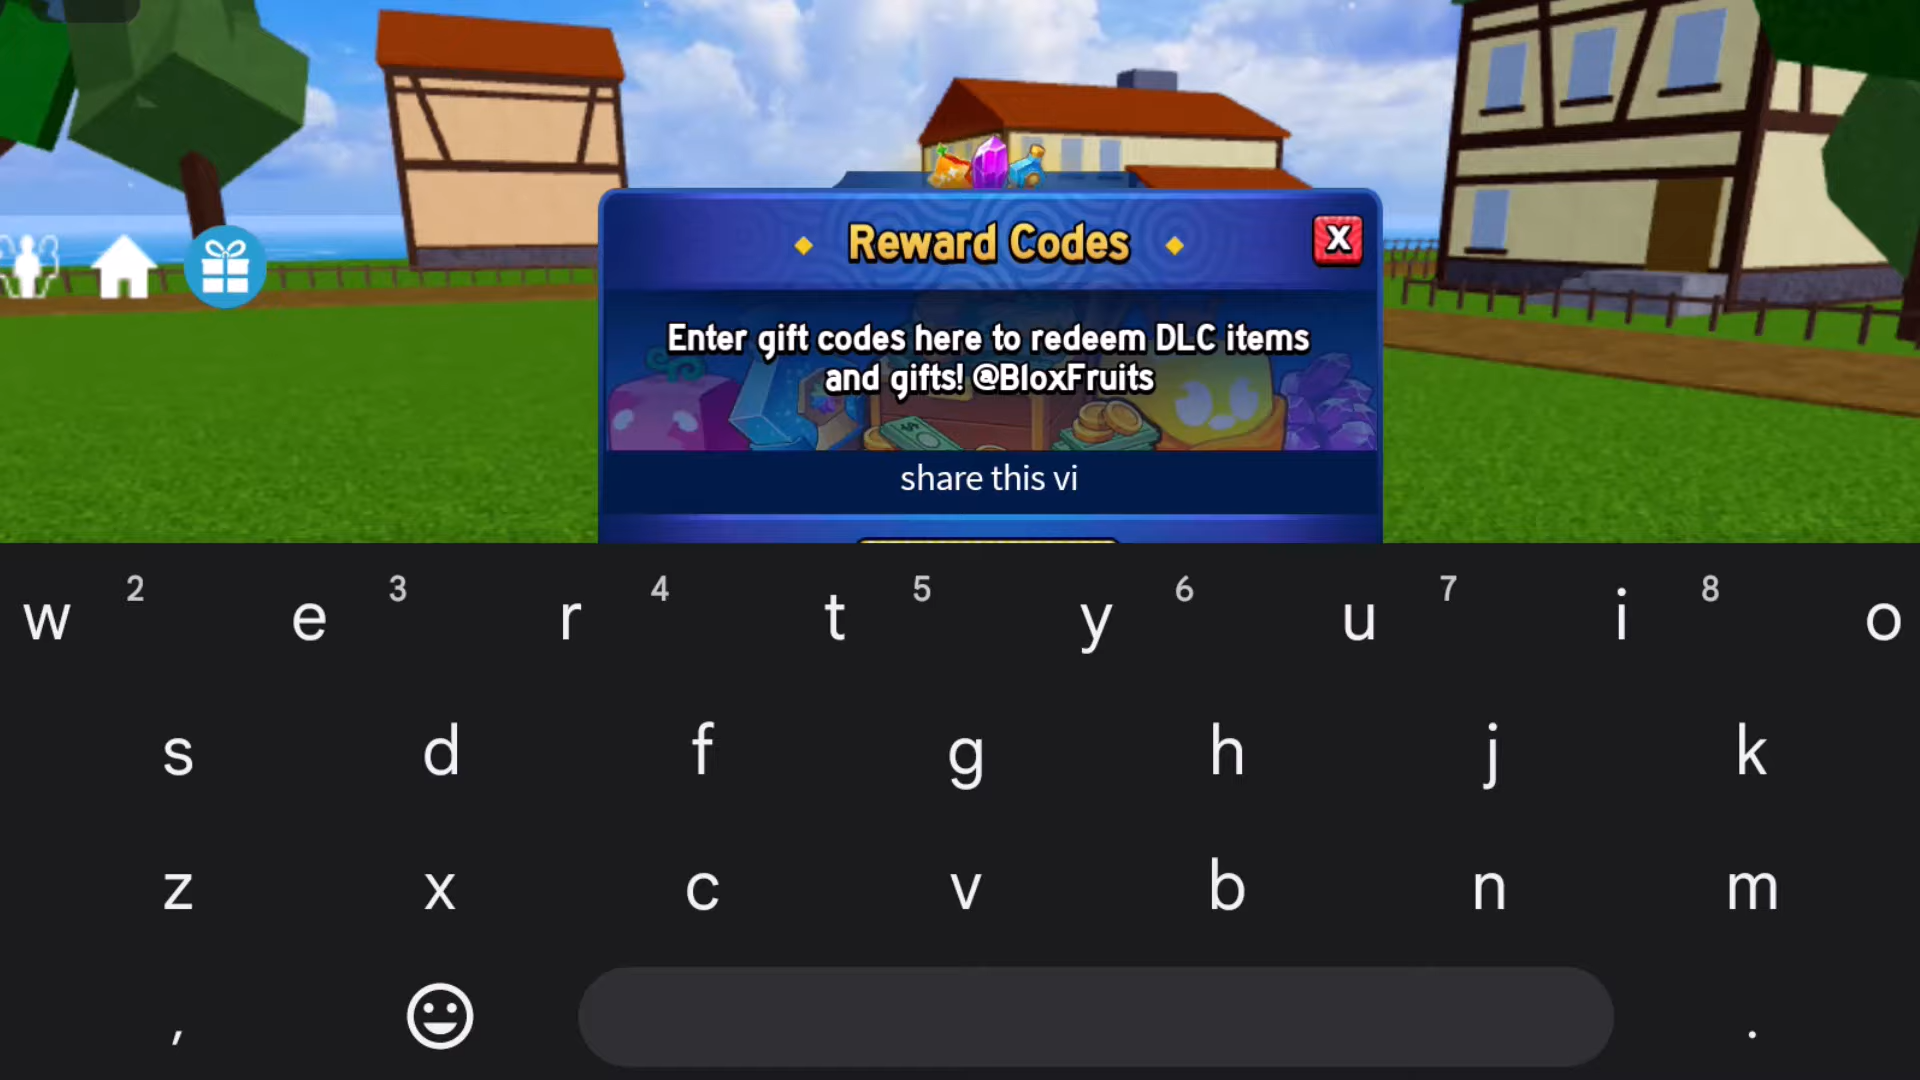 Reward Codes
X
Enter gift codes here to redeem DLC items
and gifts! @BloxFruits
share this vi
2 3 4 5 6 7 8
w e r t y u i o
s d f g h j k
z x c v b n m
, .